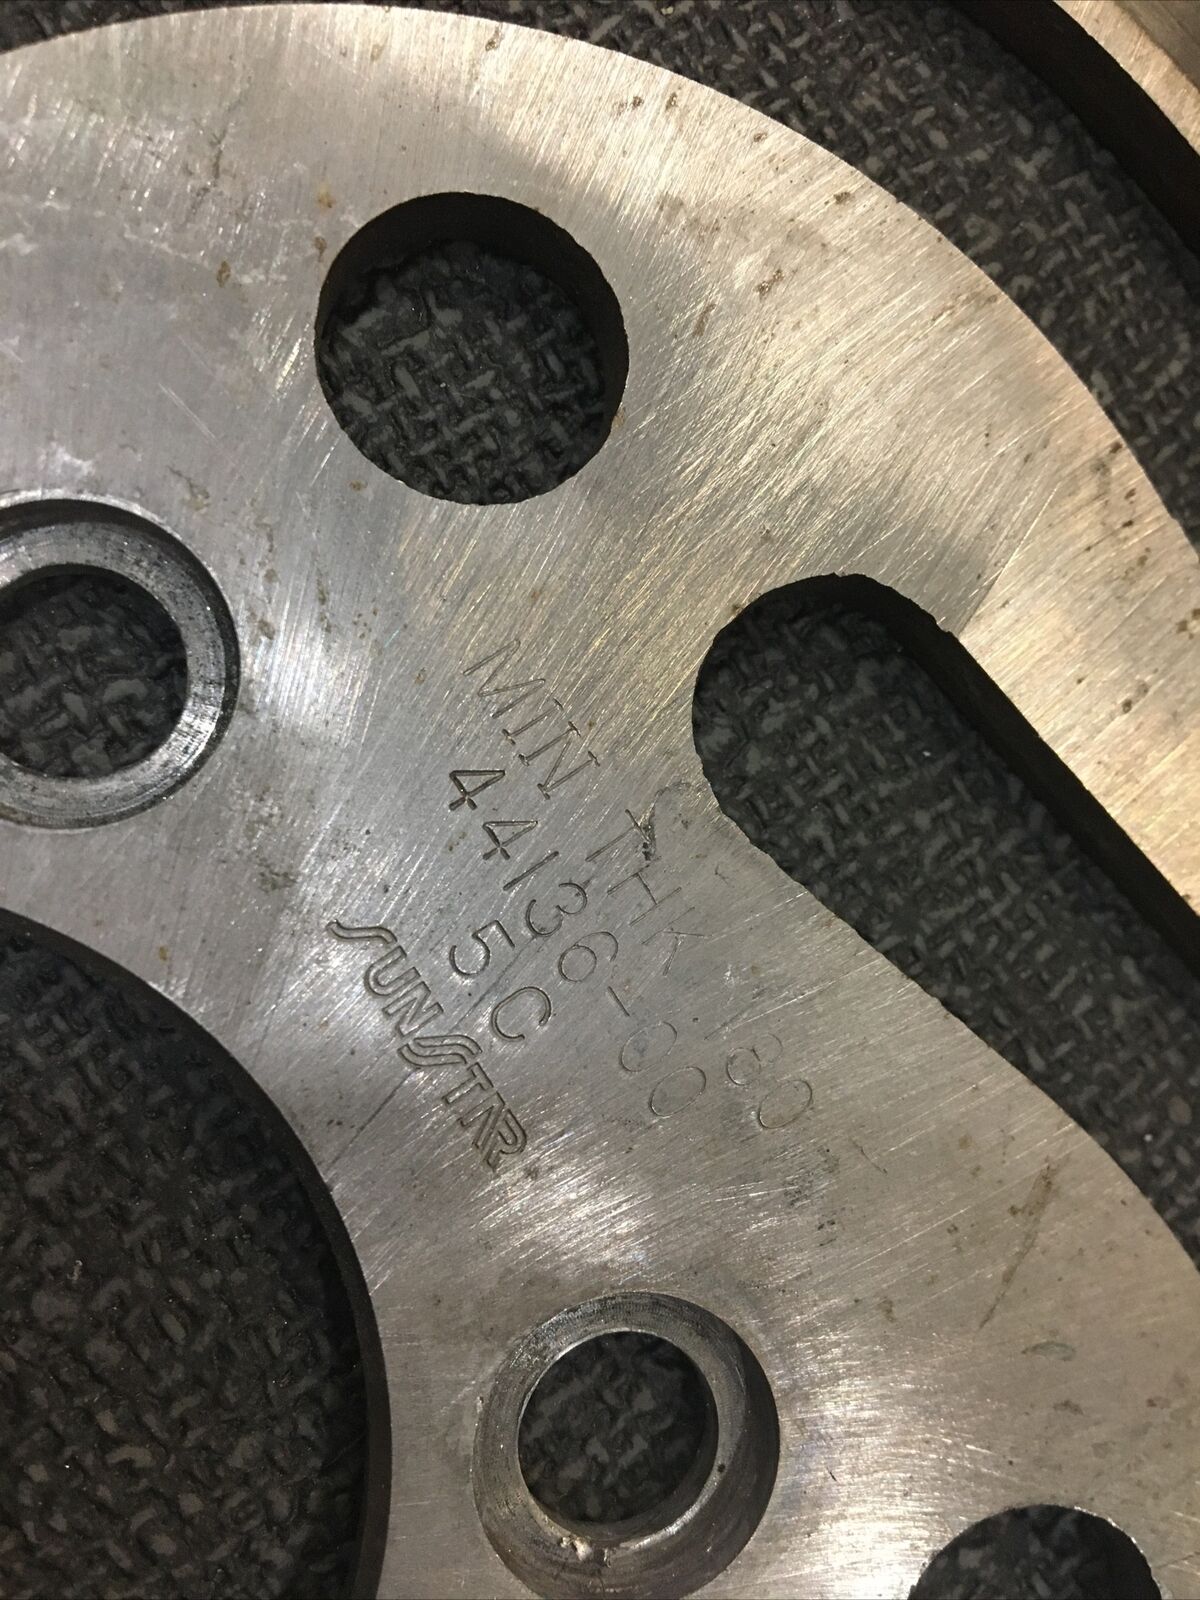 MIN THK .180
44136-00
5C
SUNSTAR